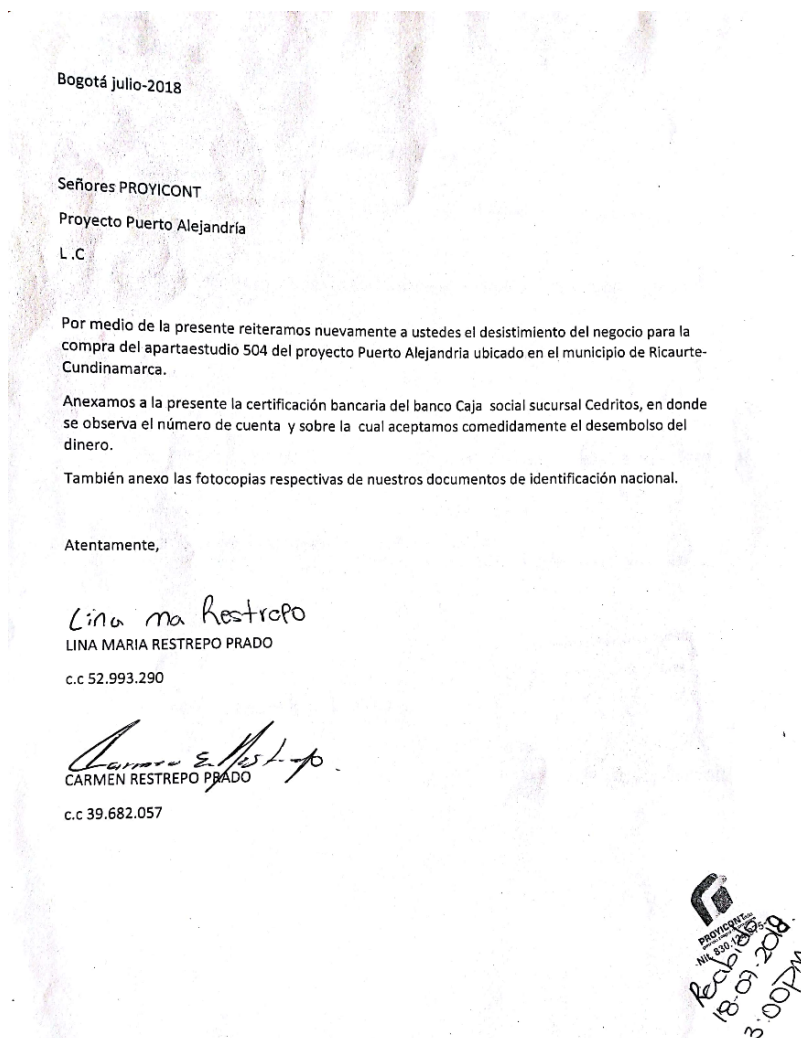 Bogotá julio-2018
Señores PROYICONT
Proyecto Puerto Alejandría
L .C
Por medio de la presente reiteramos nuevamente a ustedes el desistimiento del negocio para la
compra del apartaestudio 504 del proyecto Puerto Alejandria ubicado en el municipio de Ricaurte-
Cundinamarca.
Anexamos a la presente la certificación bancaria del banco Caja social sucursal Cedritos, en donde
se observa el número de cuenta y sobre la cual aceptamos comedidamente el desembolso del
dinero.
También anexo las fotocopias respectivas de nuestros documentos de identificación nacional.
Atentamente,
Lina Ma Restrepo
LINA MARIA RESTREPO PRADO
c.c 52.993.290
Carmen E. Restrepo
CARMEN RESTREPO PRADO
c.c 39.682.057
PROYICONT
Nit. 830.
Recibido
18-07-2018.
3:00PM